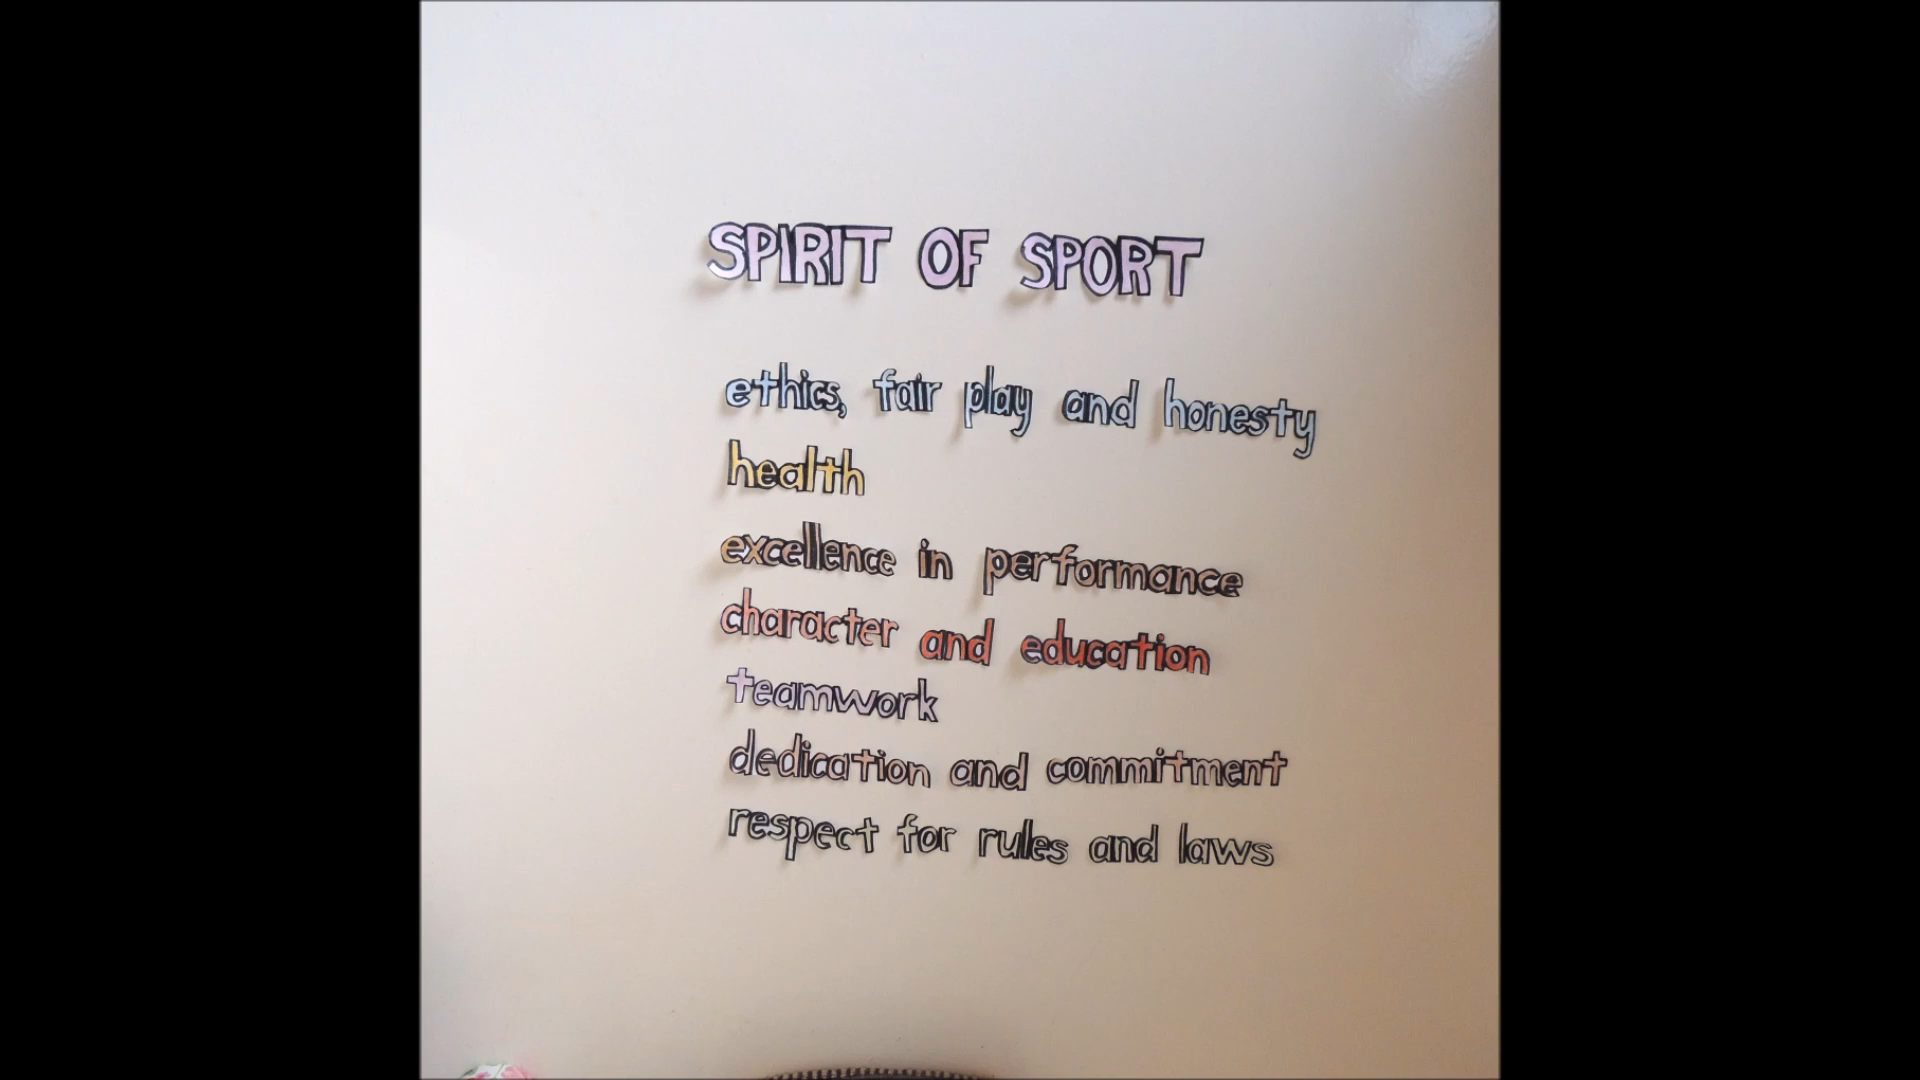 SPIRIT OF SPORT
ethics, fair play and honesty
health
excellence in performance
character and education
teamwork
dedication and commitment
respect for rules and laws